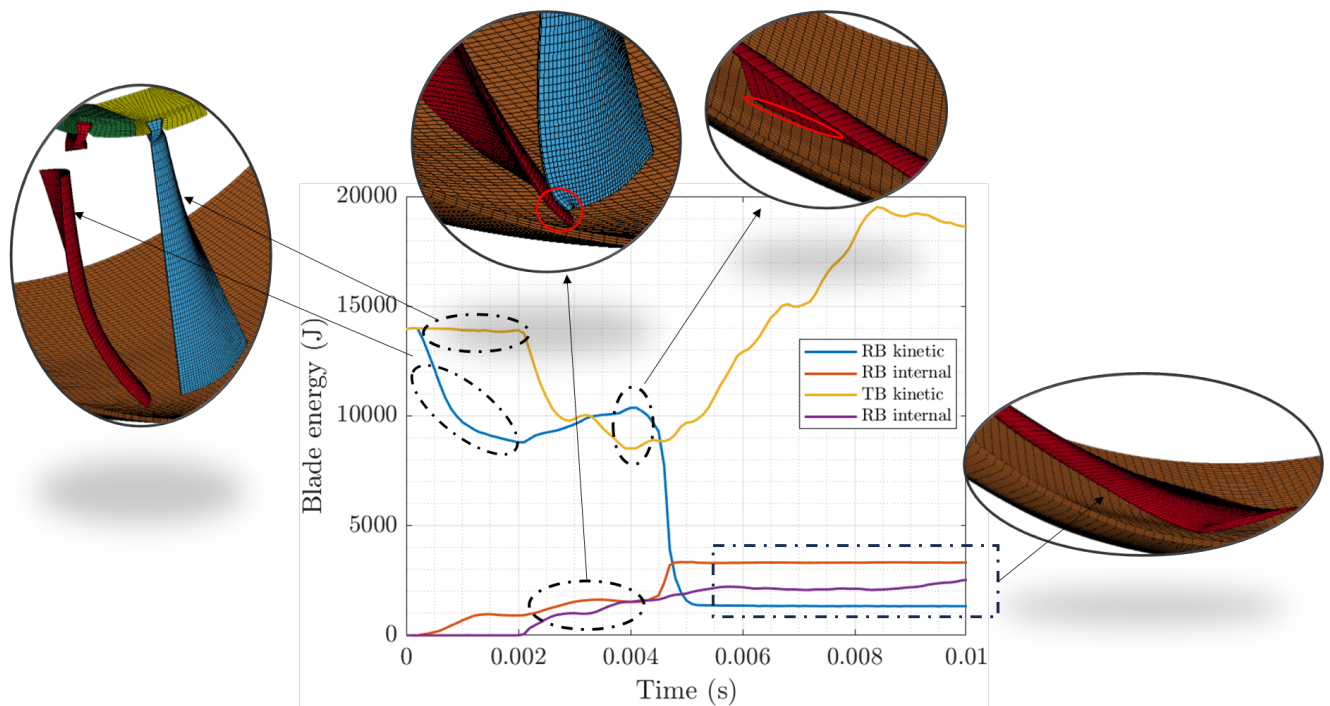 20000
15000
10000
5000
0
Blade energy (J)
RB kinetic
RB internal
TB kinetic
RB internal
0
0.002
0.004
0.006
0.008
0.01
Time (s)